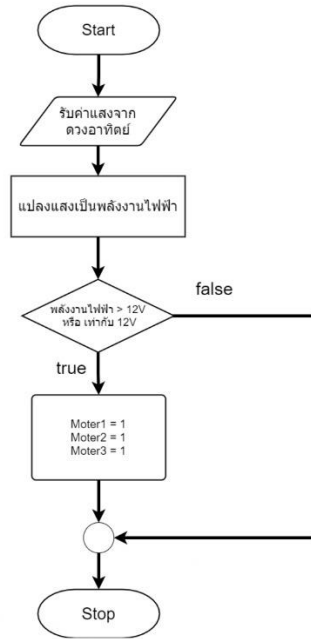 Start
รับค่าแสงจาก
ดวงอาทิตย์
แปลงแสงเป็นพลังงานไฟฟ้า
false
พลังงานไฟฟ้า > 12V
หรือ เท่ากับ 12V
true
Moter1 = 1
Moter2 = 1
Moter3 = 1
Stop